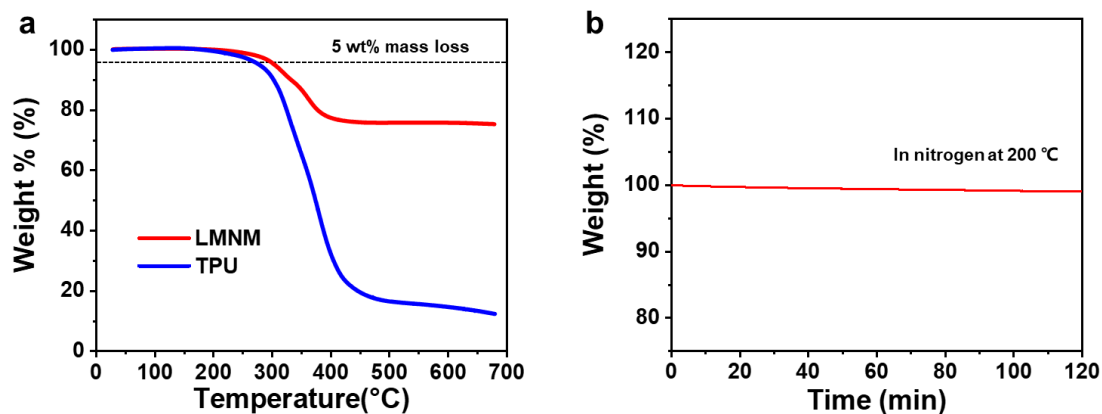 a
Weight % (%)
100
80
60
40
20
0
5 wt% mass loss
LMNM
TPU
0 100 200 300 400 500 600 700
Temperature(°C)
b
Weight (%)
120
110
100
90
80
In nitrogen at 200 ℃
0 20 40 60 80 100 120
Time (min)